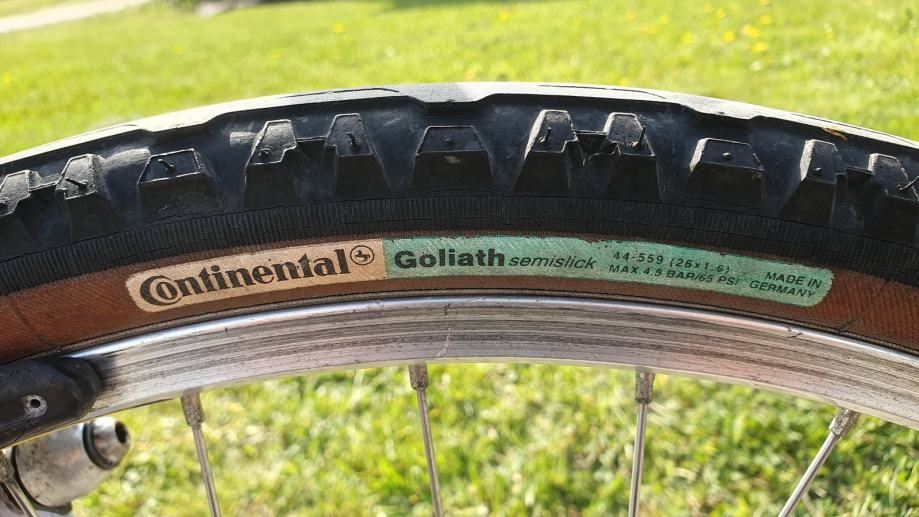 Continental
Goliath semislick
44-559 (26x1.6)
MAX 4.5 BAR/65 PSI
MADE IN
GERMANY